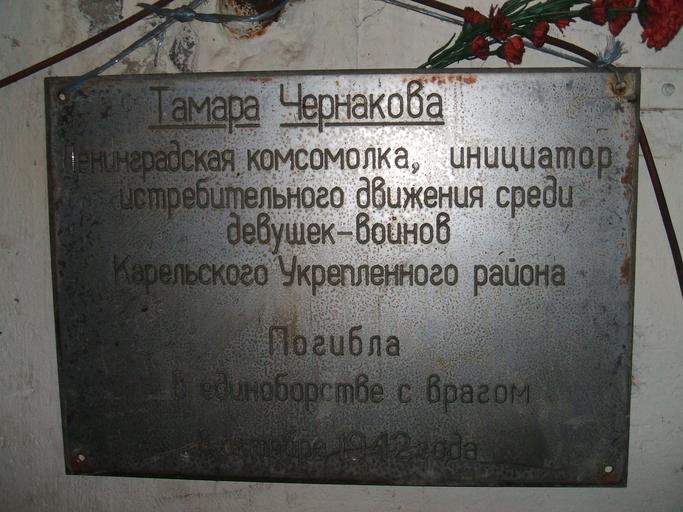 Тамара Чернакова
Ленинградская комсомолка, инициатор
истребительного движения среди
девушек-воинов
Карельского Укрепленного района
Погибла
в единоборстве с врагом
октябре 1942 года